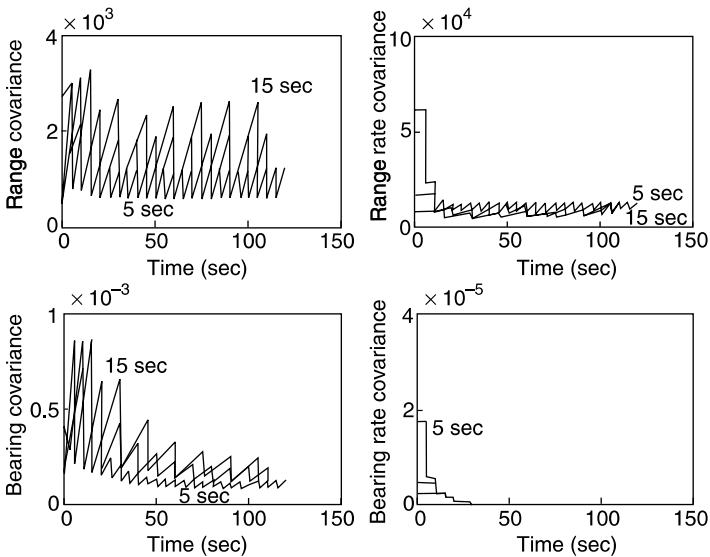 × 10³
4
2
0
0
50
100
150
Range covariance
Time (sec)
15 sec
5 sec
× 10⁴
10
5
0
0
50
100
150
Range rate covariance
Time (sec)
5 sec
15 sec
× 10⁻³
1
0.5
0
0
50
100
150
Bearing covariance
Time (sec)
15 sec
5 sec
× 10⁻⁵
4
2
0
0
50
100
150
Bearing rate covariance
Time (sec)
5 sec